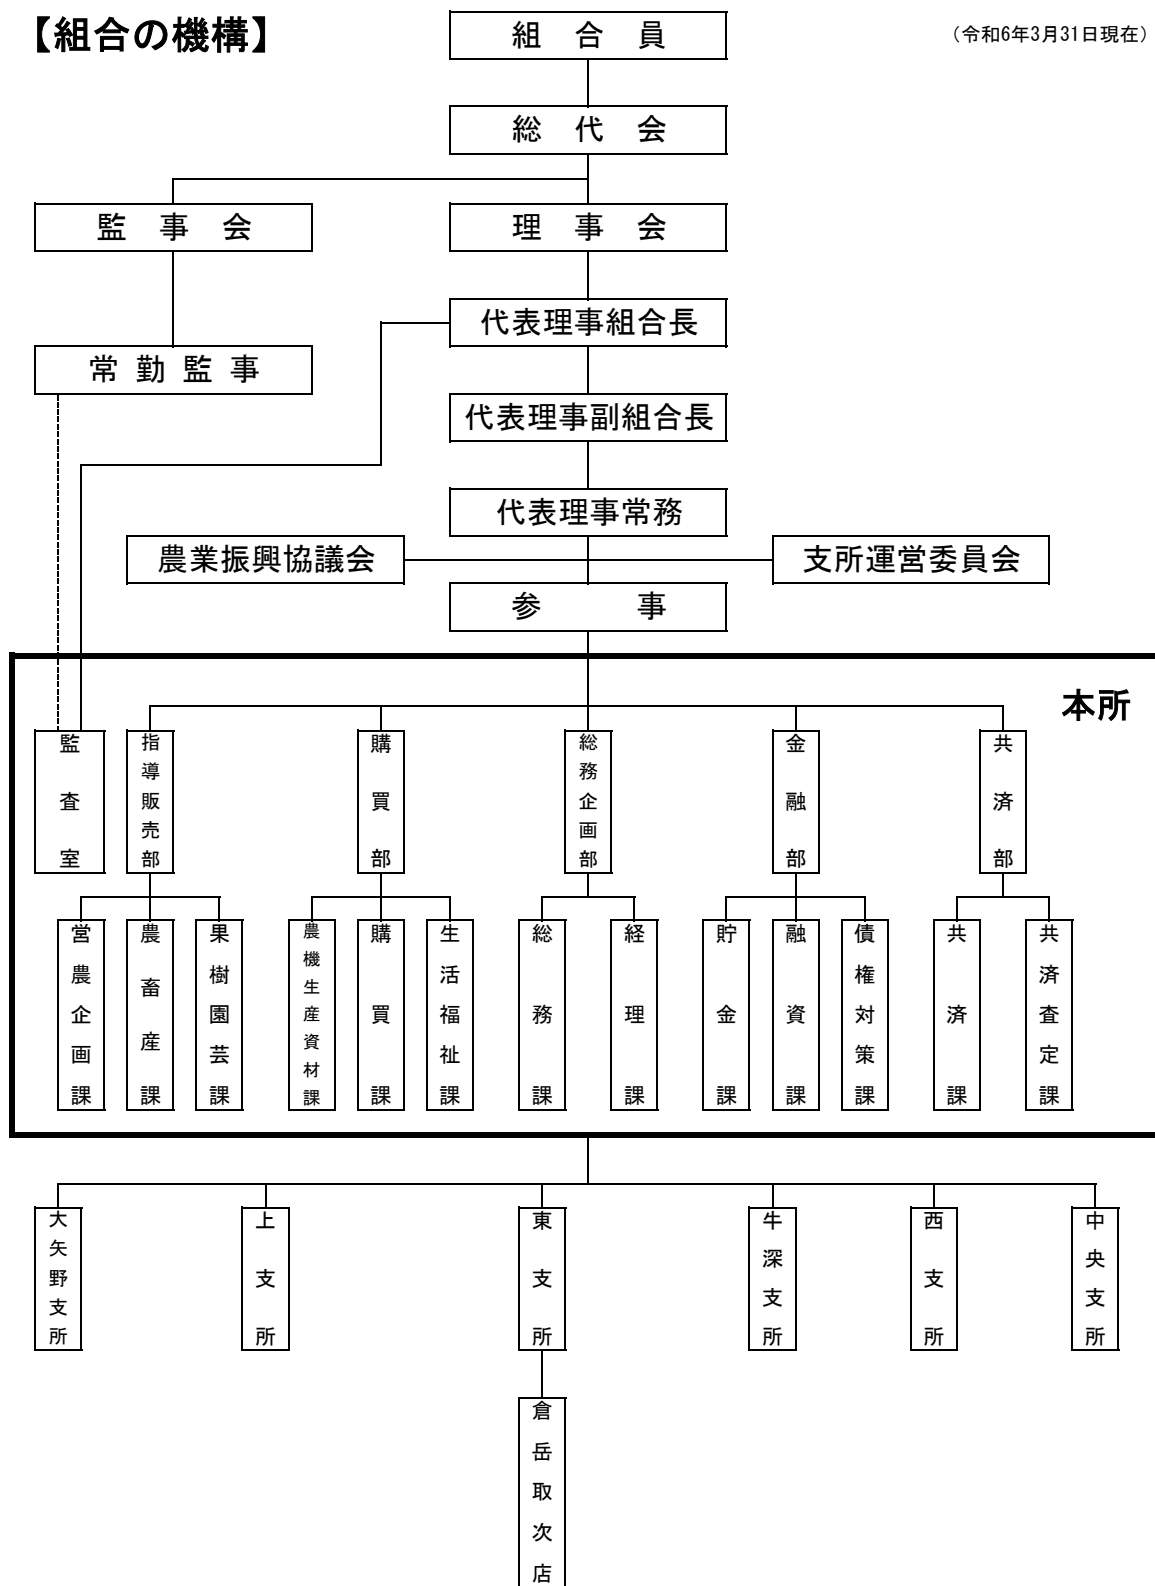 【組合の機構】
(令和6年3月31日現在)
組合員
総代会
監事会
理事会
代表理事組合長
常勤監事
代表理事副組合長
代表理事常務
農業振興協議会
支所運営委員会
参事
本所
監査室
指導販売部
購買部
総務企画部
金融部
共済部
営農企画課
農畜産課
果樹園芸課
農機生産資材課
購買課
生活福祉課
総務課
経理課
貯金課
融資課
債権対策課
共済課
共済査定課
大矢野支所
上支所
東支所
牛深支所
西支所
中央支所
倉岳取次店